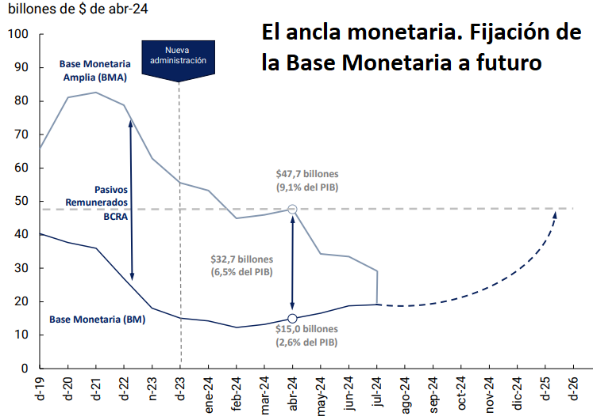 billones de $ de abr-24
El ancla monetaria. Fijación de
la Base Monetaria a futuro
100
90
80
70
60
50
40
30
20
10
0
Base Monetaria
Amplia (BMA)
Nueva
administración
Pasivos
Remunerados
BCRA
Base Monetaria (BM)
$47,7 billones
(9,1% del PIB)
$32,7 billones
(6,5% del PIB)
$15,0 billones
(2,6% del PIB)
d-19
d-20
d-21
d-22
n-23
d-23
ene-24
feb-24
mar-24
abr-24
may-24
jun-24
jul-24
ago-24
sep-24
oct-24
nov-24
dic-24
d-25
d-26